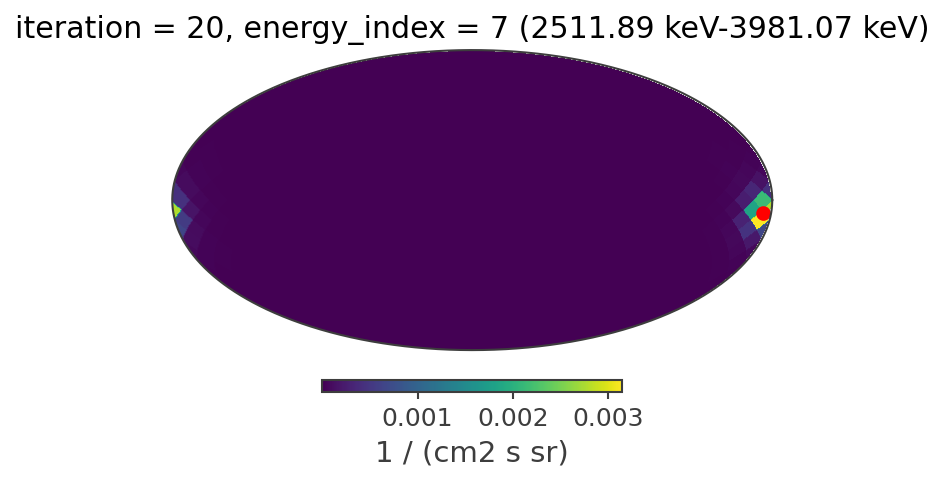 iteration = 20, energy_index = 7 (2511.89 keV-3981.07 keV)
0.001 0.002 0.003
1 / (cm2 s sr)